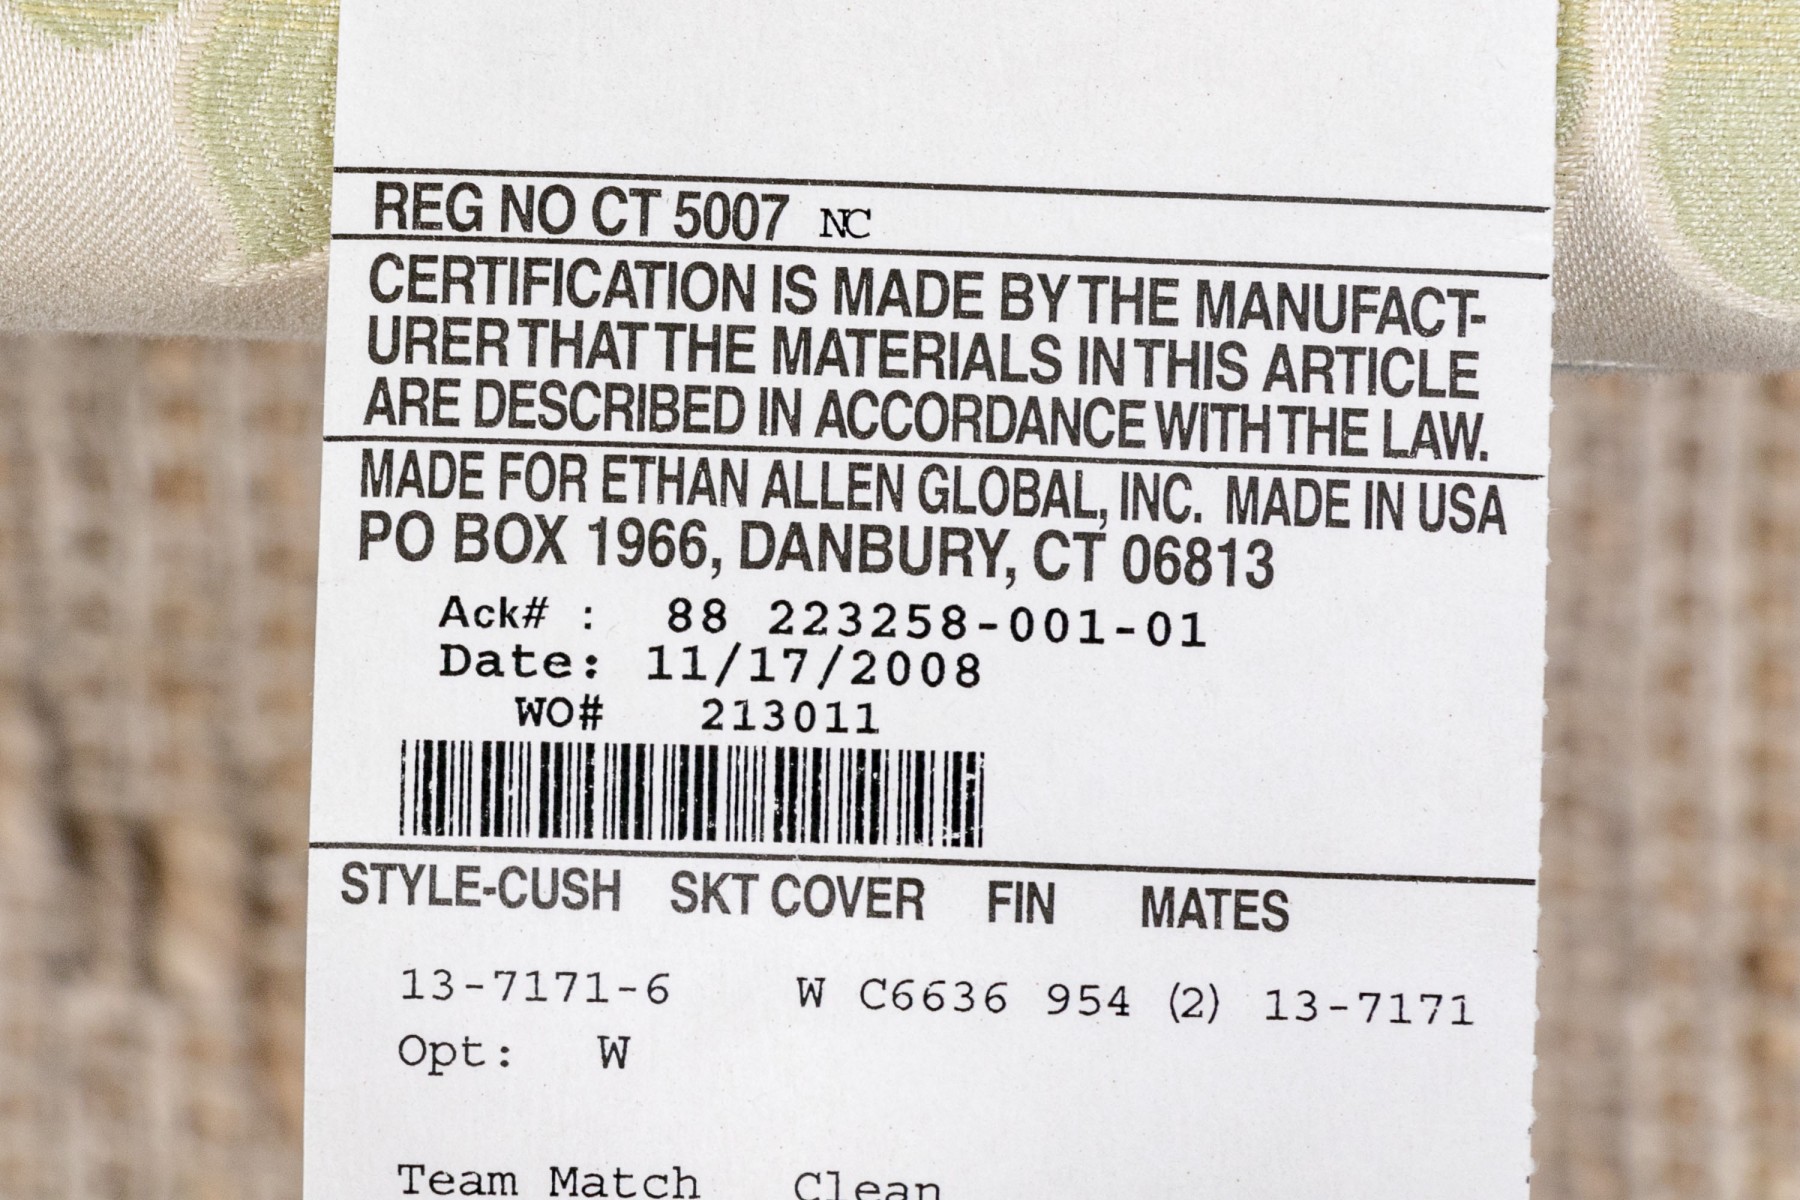 REG NO CT 5007 NC
CERTIFICATION IS MADE BY THE MANUFACT-
URER THAT THE MATERIALS IN THIS ARTICLE
ARE DESCRIBED IN ACCORDANCE WITH THE LAW.
MADE FOR ETHAN ALLEN GLOBAL, INC. MADE IN USA
PO BOX 1966, DANBURY, CT 06813
Ack# : 88 223258-001-01
Date: 11/17/2008
WO# 213011
STYLE-CUSH SKT COVER FIN MATES
13-7171-6 W C6636 954 (2) 13-7171
Opt: W
Team Match Clean